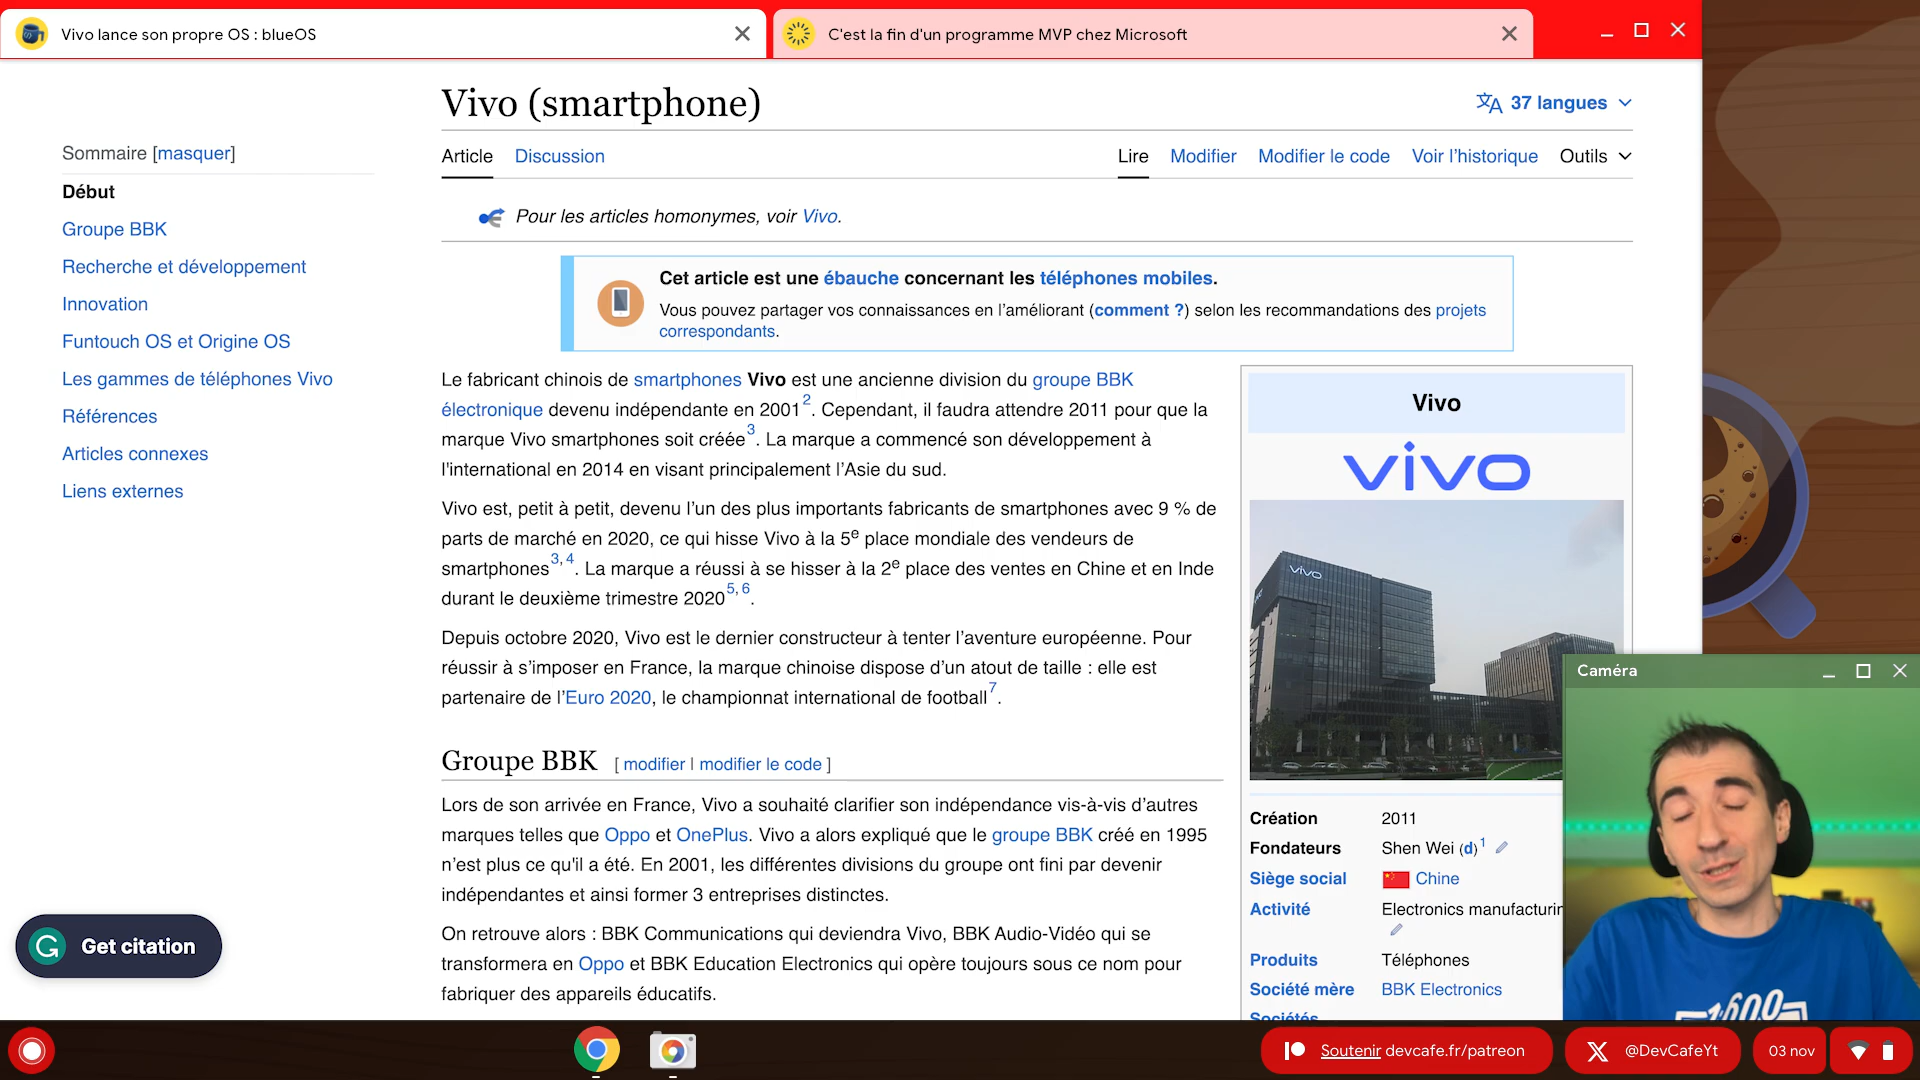 Vivo lance son propre OS : blueOS
C'est la fin d'un programme MVP chez Microsoft
Vivo (smartphone)
37 langues
Sommaire [masquer]
Début
Groupe BBK
Recherche et développement
Innovation
Funtouch OS et Origine OS
Les gammes de téléphones Vivo
Références
Articles connexes
Liens externes
Article Discussion
Lire Modifier Modifier le code Voir l’historique Outils
Pour les articles homonymes, voir Vivo.
Cet article est une ébauche concernant les téléphones mobiles.
Vous pouvez partager vos connaissances en l’améliorant (comment ?) selon les recommandations des projets
correspondants.
Le fabricant chinois de smartphones Vivo est une ancienne division du groupe BBK
électronique devenu indépendante en 2001 2. Cependant, il faudra attendre 2011 pour que la
marque Vivo smartphones soit créée 3. La marque a commencé son développement à
l'international en 2014 en visant principalement l’Asie du sud.
Vivo est, petit à petit, devenu l’un des plus importants fabricants de smartphones avec 9 % de
parts de marché en 2020, ce qui hisse Vivo à la 5e place mondiale des vendeurs de
smartphones 3, 4. La marque a réussi à se hisser à la 2e place des ventes en Chine et en Inde
durant le deuxième trimestre 2020 5, 6.
Depuis octobre 2020, Vivo est le dernier constructeur à tenter l’aventure européenne. Pour
réussir à s’imposer en France, la marque chinoise dispose d’un atout de taille : elle est
partenaire de l’Euro 2020, le championnat international de football 7.
Groupe BBK [ modifier | modifier le code ]
Lors de son arrivée en France, Vivo a souhaité clarifier son indépendance vis-à-vis d’autres
marques telles que Oppo et OnePlus. Vivo a alors expliqué que le groupe BBK créé en 1995
n’est plus ce qu'il a été. En 2001, les différentes divisions du groupe ont fini par devenir
indépendantes et ainsi former 3 entreprises distinctes.
On retrouve alors : BBK Communications qui deviendra Vivo, BBK Audio-Vidéo qui se
transformera en Oppo et BBK Education Electronics qui opère toujours sous ce nom pour
fabriquer des appareils éducatifs.
Vivo
vivo
vivo
Création 2011
Fondateurs Shen Wei (d) 1
Siège social Chine
Activité Electronics manufacturin
Produits Téléphones
Société mère BBK Electronics
Sociétés
Caméra
1600
Get citation
Soutenir devcafe.fr/patreon
@DevCafeYt
03 nov